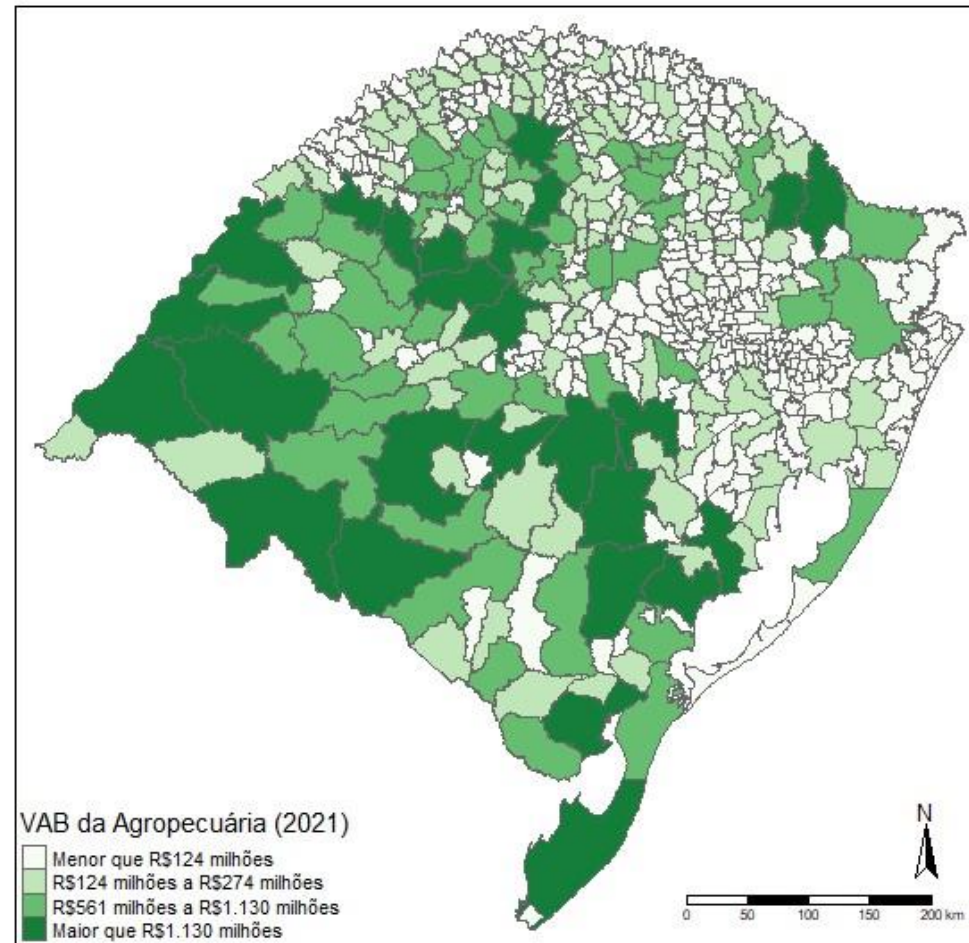 VAB da Agropecuária (2021)
Menor que R$124 milhões
R$124 milhões a R$274 milhões
R$561 milhões a R$1.130 milhões
Maior que R$1.130 milhões
N
0 50 100 150 200 km